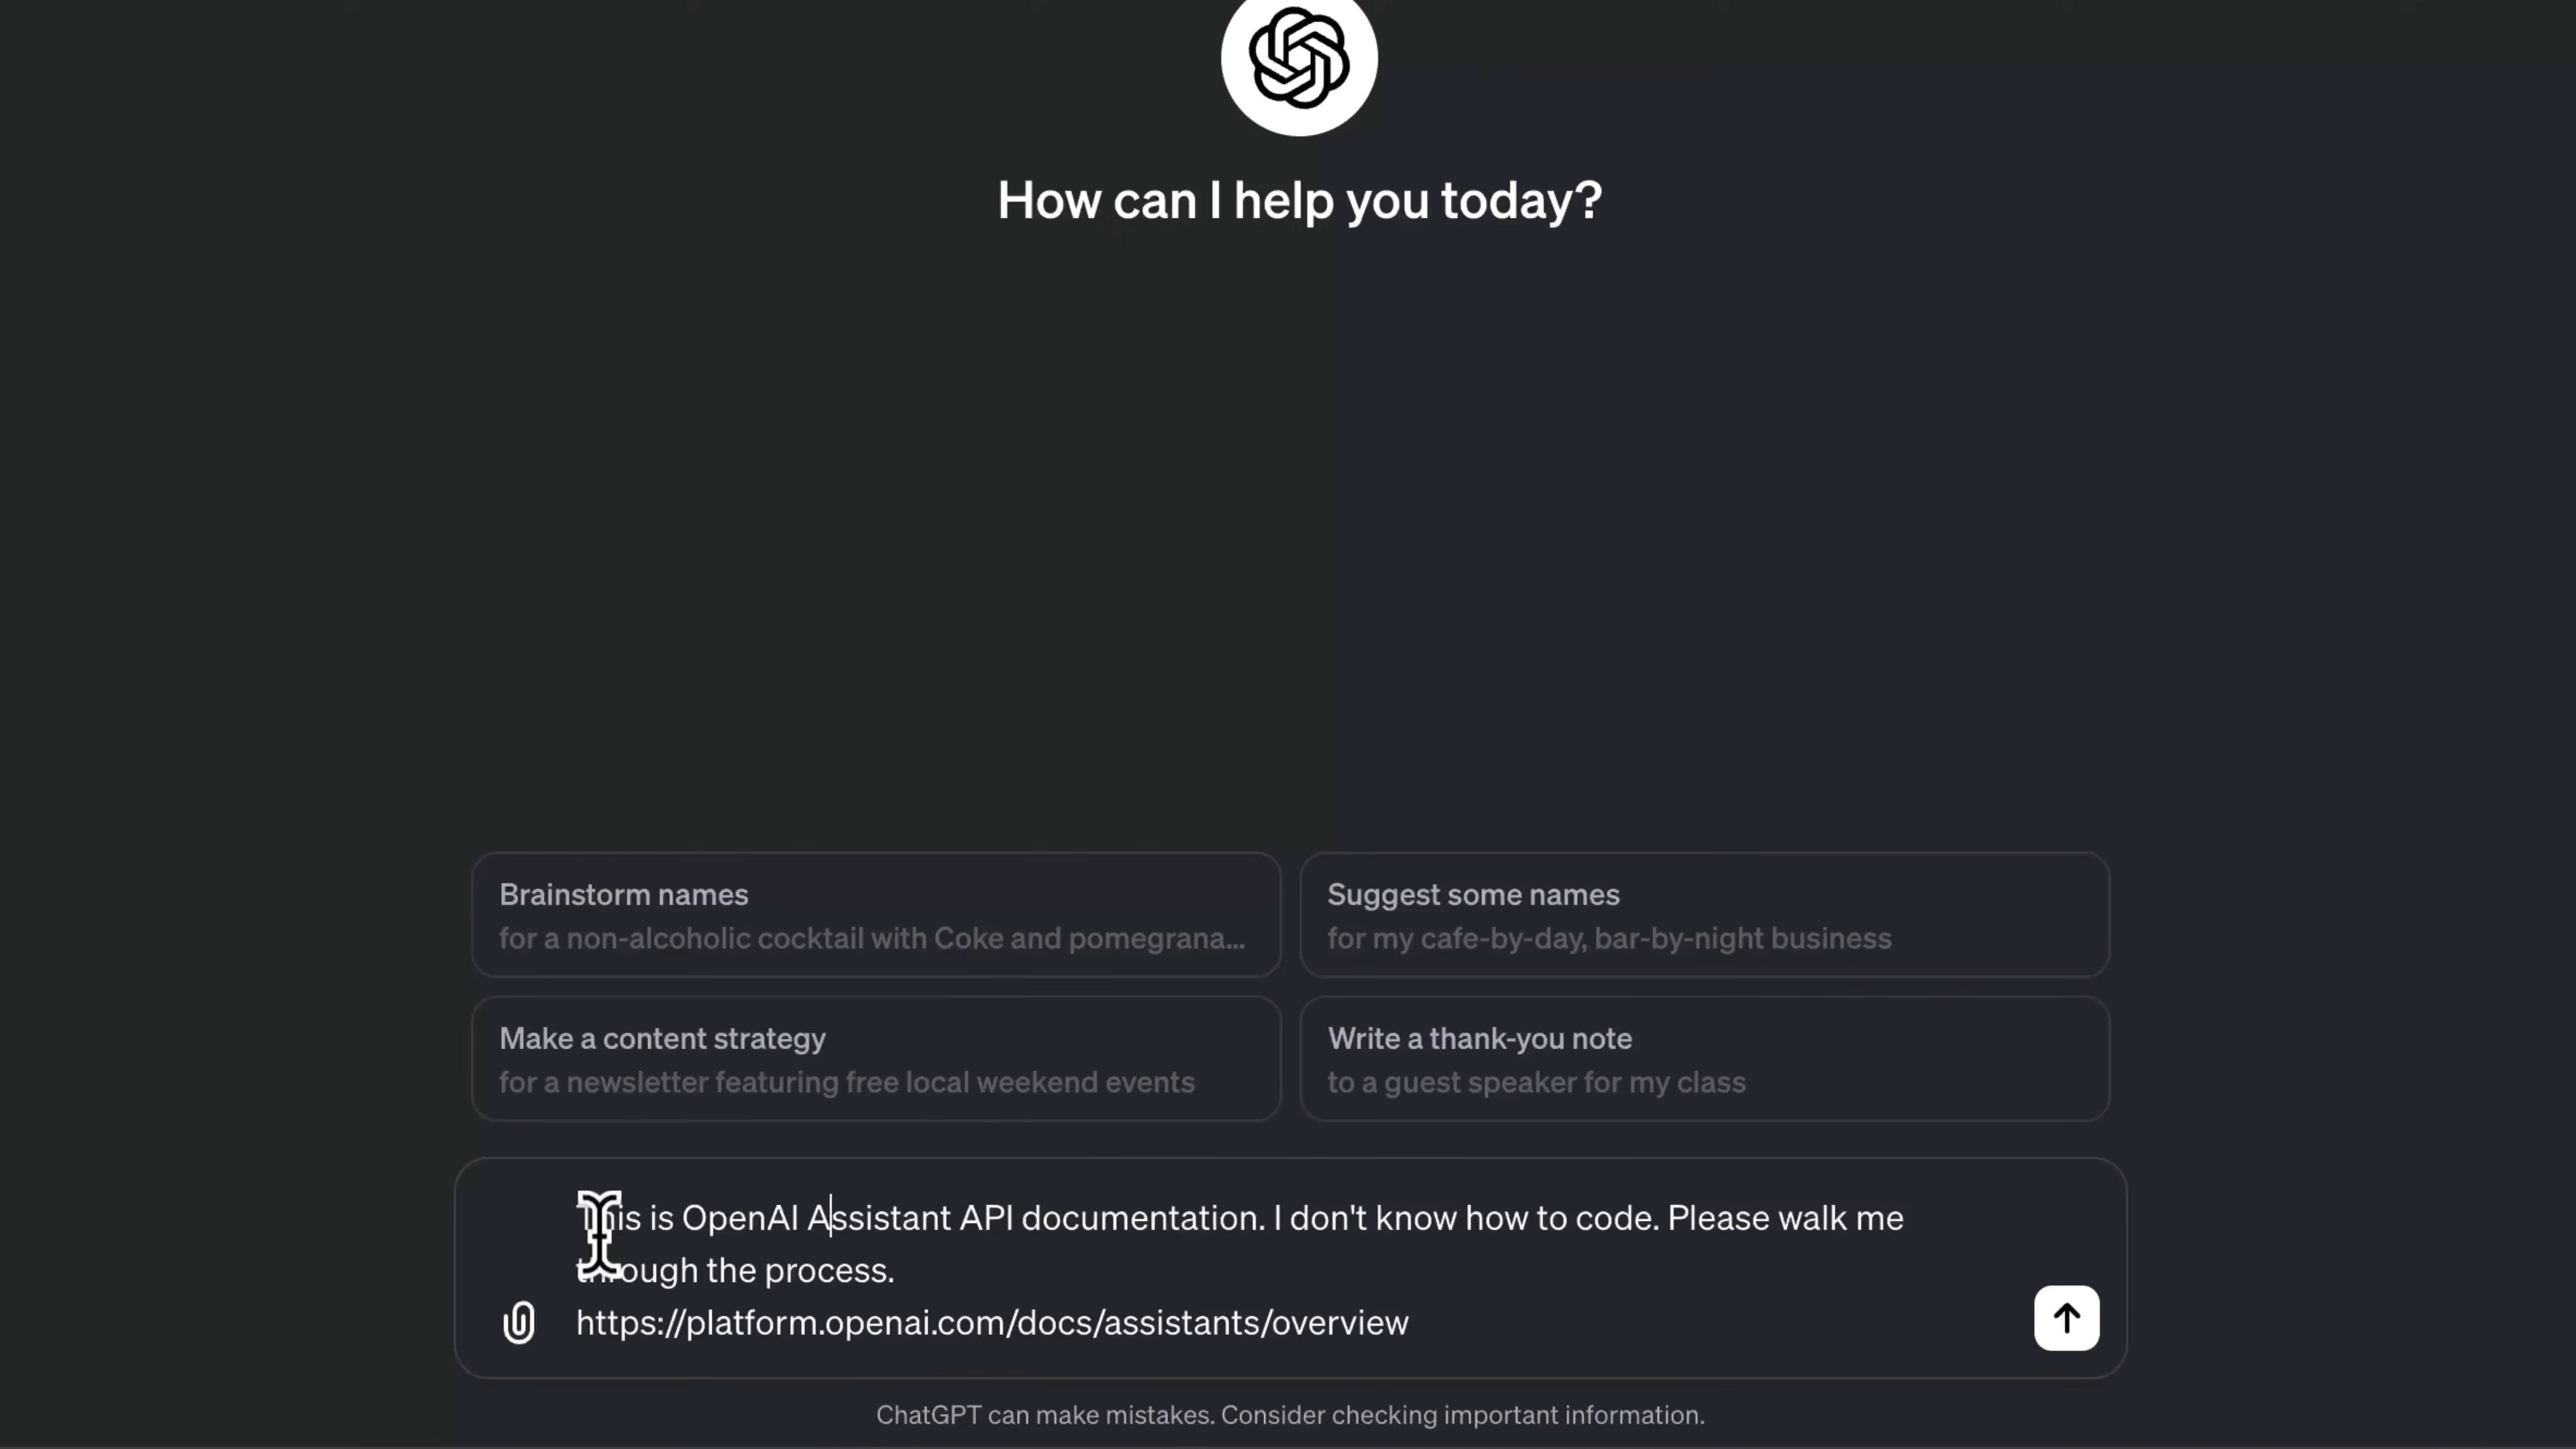 How can I help you today?
Brainstorm names
for a non-alcoholic cocktail with Coke and pomegrana...
Suggest some names
for my cafe-by-day, bar-by-night business
Make a content strategy
for a newsletter featuring free local weekend events
Write a thank-you note
to a guest speaker for my class
This is OpenAI Assistant API documentation. I don't know how to code. Please walk me
through the process.
https://platform.openai.com/docs/assistants/overview
ChatGPT can make mistakes. Consider checking important information.